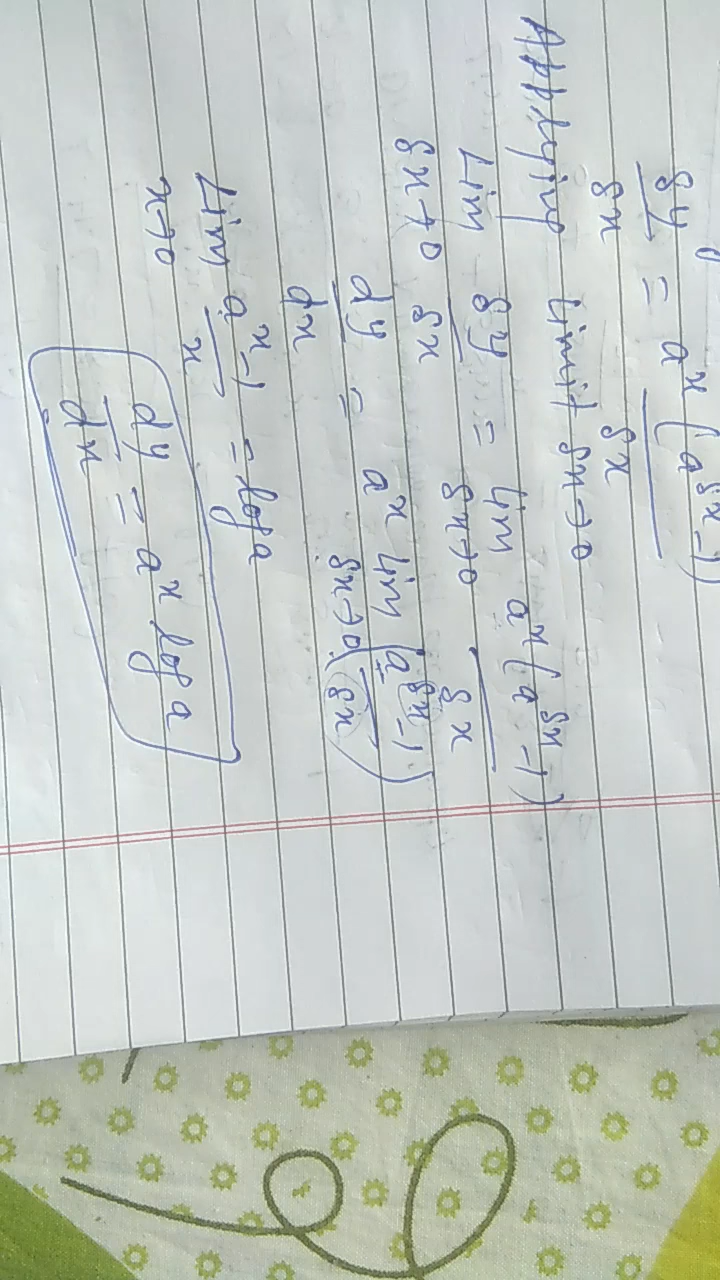 δy/δx = a^x (a^δx - 1)/δx
Applying Limit δx→0
Lim δx→0 δy/δx = Lim δx→0 a^x (a^δx - 1)/δx
dy/dx = a^x Lim δx→0 (a^δx - 1/δx)
Lim x→0 a^x - 1/x = log a
dy/dx = a^x log a